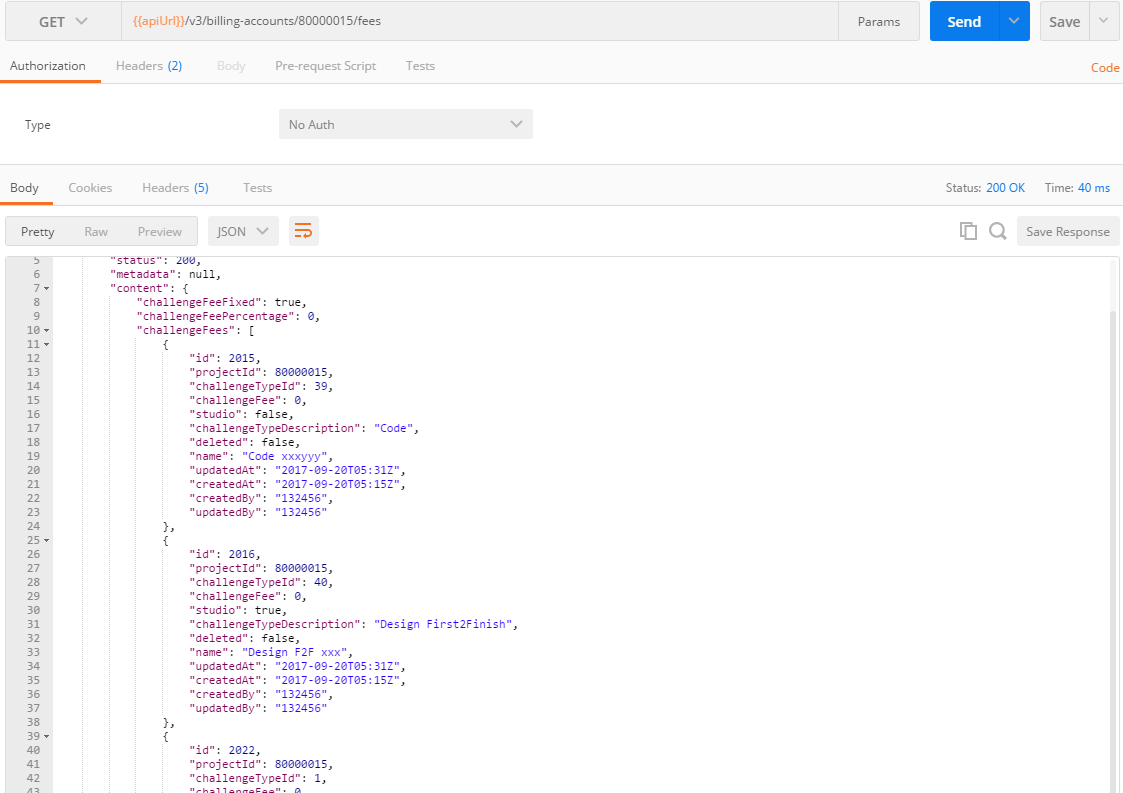 GET {{apiUrl}}/v3/billing-accounts/80000015/fees Params Send Save
Authorization Headers (2) Body Pre-request Script Tests Code
Type No Auth
Body Cookies Headers (5) Tests Status: 200 OK Time: 40 ms
Pretty Raw Preview JSON Save Response
5 "status": 200,
6 "metadata": null,
7 "content": {
8 "challengeFeeFixed": true,
9 "challengeFeePercentage": 0,
10 "challengeFees": [
11 {
12 "id": 2015,
13 "projectId": 80000015,
14 "challengeTypeId": 39,
15 "challengeFee": 0,
16 "studio": false,
17 "challengeTypeDescription": "Code",
18 "deleted": false,
19 "name": "Code xxxyyy",
20 "updatedAt": "2017-09-20T05:31Z",
21 "createdAt": "2017-09-20T05:15Z",
22 "createdBy": "132456",
23 "updatedBy": "132456"
24 },
25 {
26 "id": 2016,
27 "projectId": 80000015,
28 "challengeTypeId": 40,
29 "challengeFee": 0,
30 "studio": true,
31 "challengeTypeDescription": "Design First2Finish",
32 "deleted": false,
33 "name": "Design F2F xxx",
34 "updatedAt": "2017-09-20T05:31Z",
35 "createdAt": "2017-09-20T05:15Z",
36 "createdBy": "132456",
37 "updatedBy": "132456"
38 },
39 {
40 "id": 2022,
41 "projectId": 80000015,
42 "challengeTypeId": 1,
43 "challengeFee": 0,